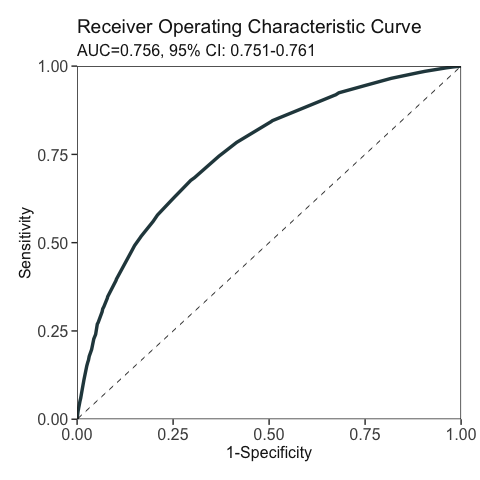 Receiver Operating Characteristic Curve
AUC=0.756, 95% CI: 0.751-0.761
1.00
0.75
0.50
0.25
0.00
Sensitivity
0.00 0.25 0.50 0.75 1.00
1-Specificity